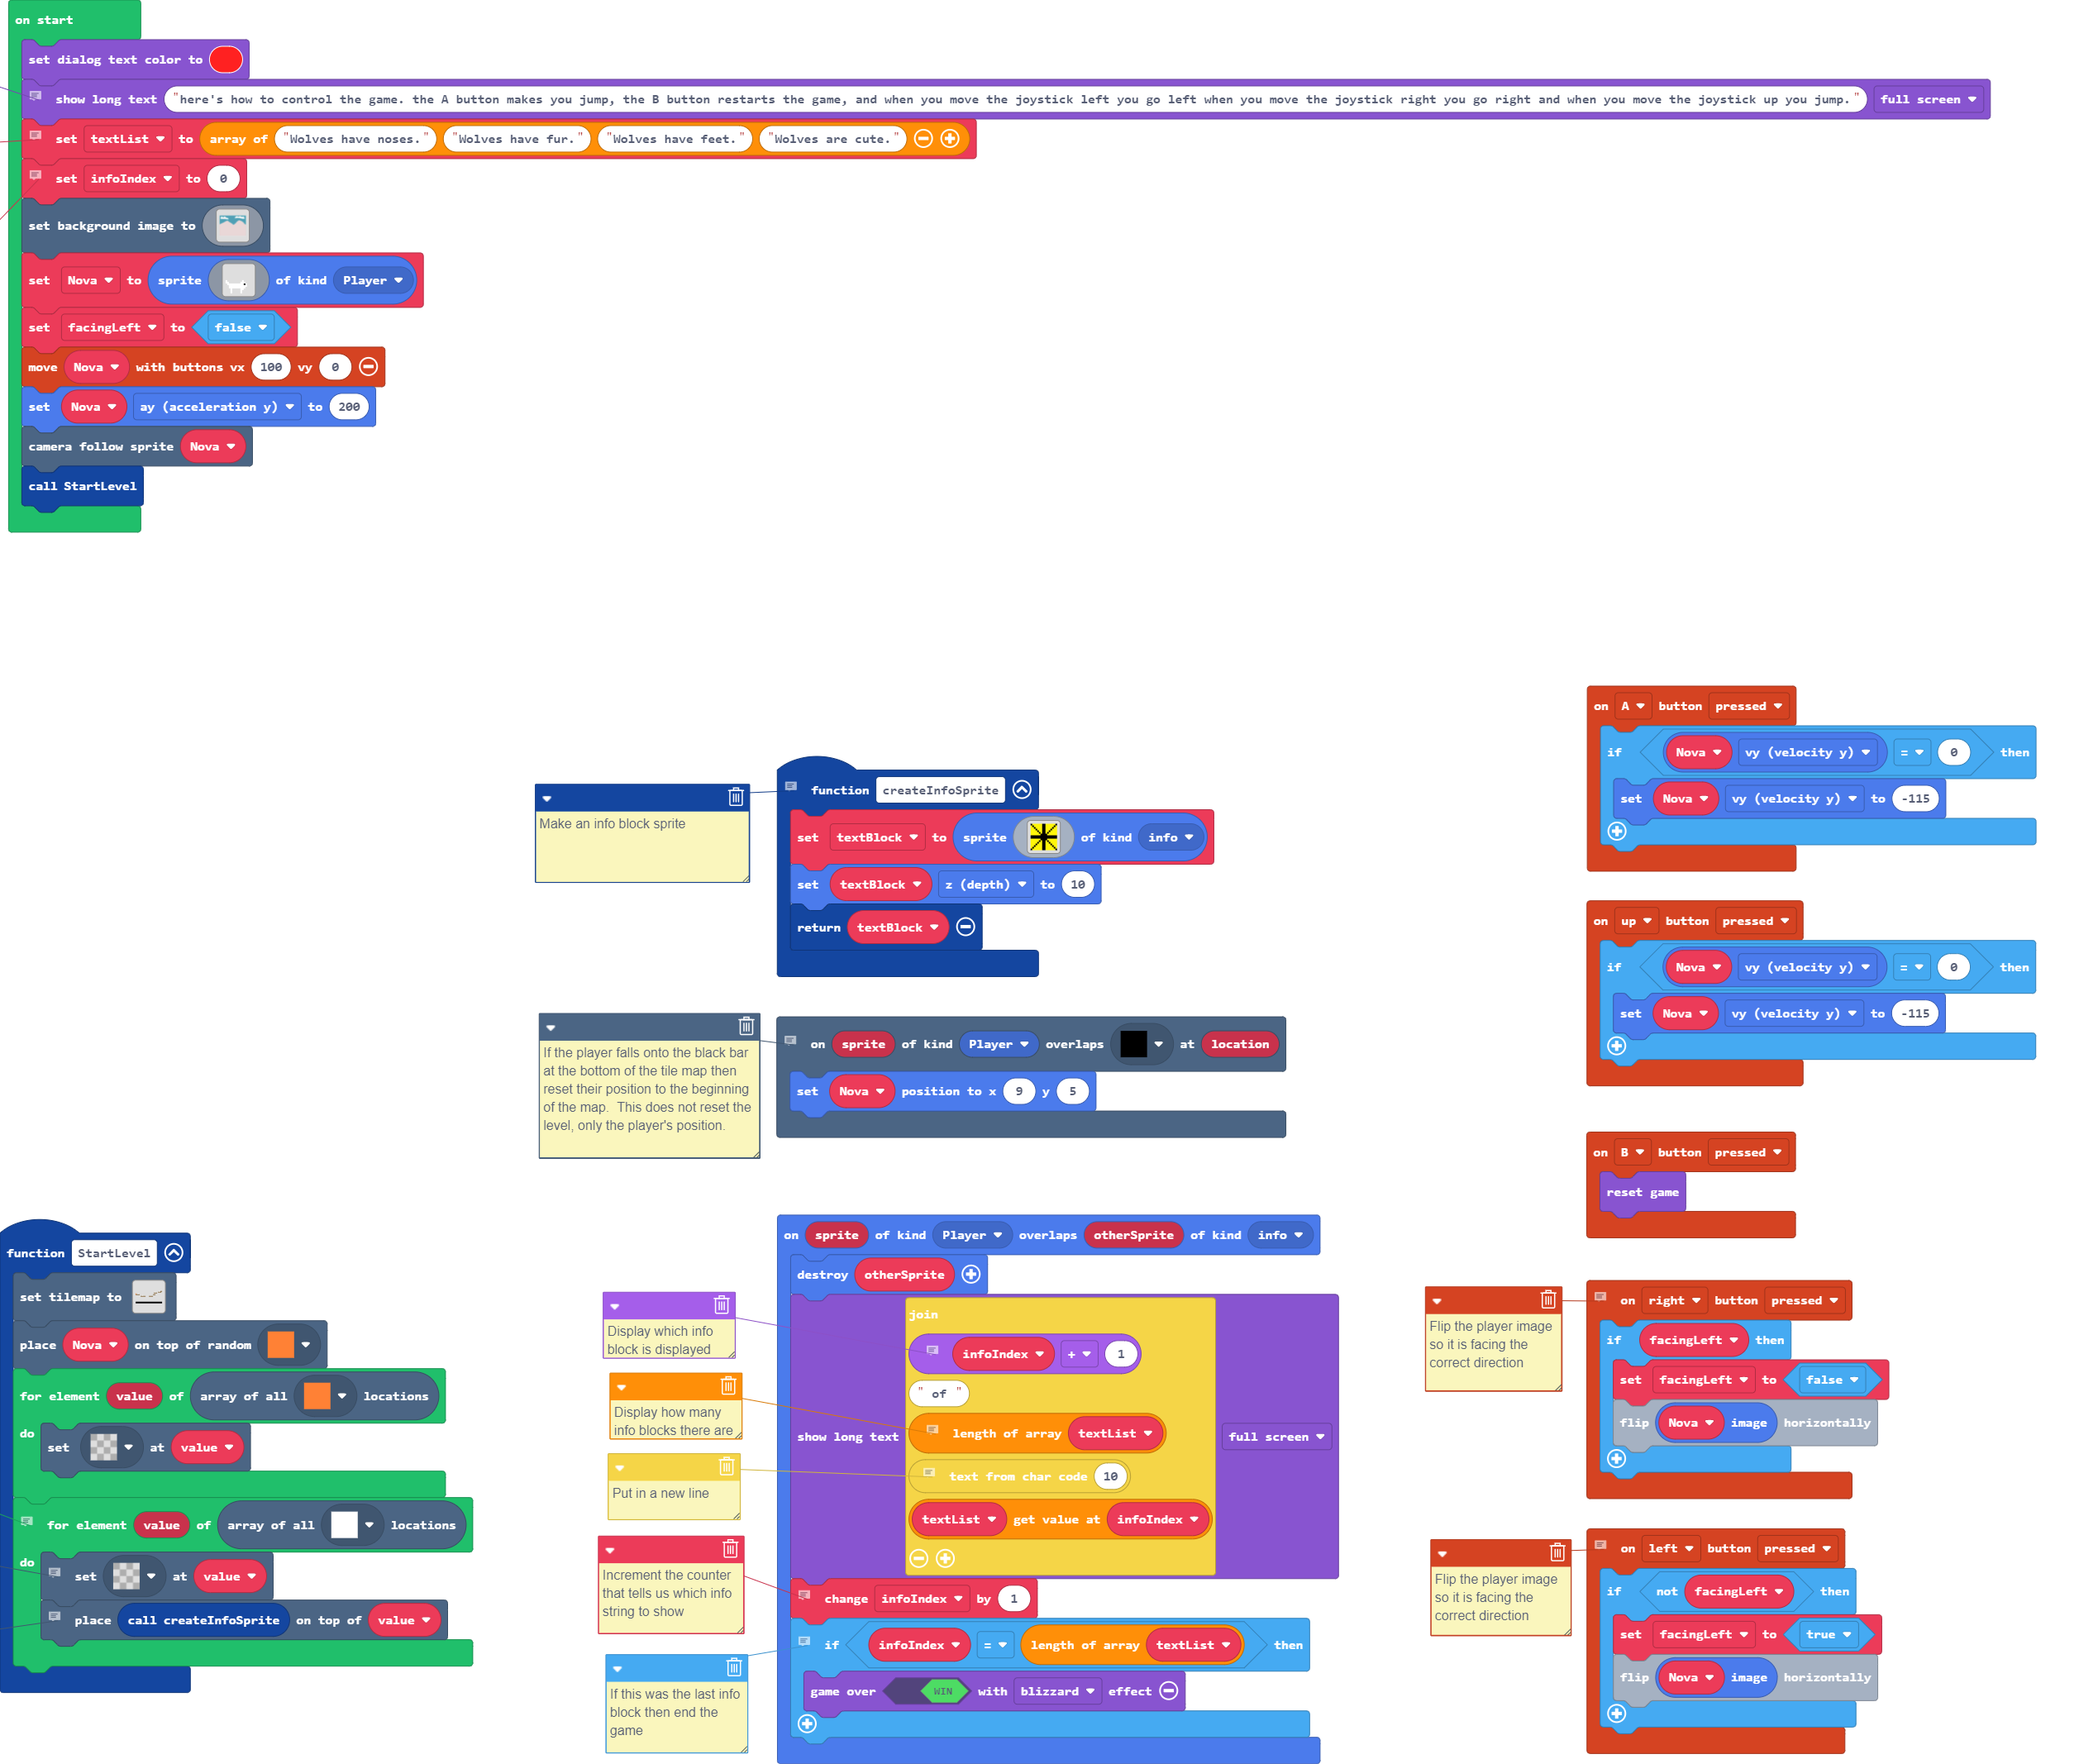 on start
set dialog text color to
show long text "here's how to control the game. the A button makes you jump, the B button restarts the game, and when you move the joystick left you go left when you move the joystick right you go right and when you move the joystick up you jump." full screen
set textList to array of "Wolves have noses." "Wolves have fur." "Wolves have feet." "Wolves are cute."
set infoIndex to 0
set background image to
set Nova to sprite of kind Player
set facingLeft to false
move Nova with buttons vx 100 vy 0
set Nova ay (acceleration y) to 200
camera follow sprite Nova
call StartLevel
Make an info block sprite
function createInfoSprite
set textBlock to sprite of kind info
set textBlock z (depth) to 10
return textBlock
If the player falls onto the black bar
at the bottom of the tile map then
reset their position to the beginning
of the map. This does not reset the
level, only the player's position.
on sprite of kind Player overlaps at location
set Nova position to x 9 y 5
function StartLevel
set tilemap to
place Nova on top of random
for element value of array of all locations
do set at value
for element value of array of all locations
do set at value
place call createInfoSprite on top of value
on sprite of kind Player overlaps otherSprite of kind info
destroy otherSprite
Display which info
block is displayed
Display how many
info blocks there are
Put in a new line
show long text join
infoIndex + 1
" of "
length of array textList
text from char code 10
textList get value at infoIndex
full screen
Increment the counter
that tells us which info
string to show
change infoIndex by 1
If this was the last info
block then end the
game
if infoIndex = length of array textList then
game over WIN with blizzard effect
on A button pressed
if Nova vy (velocity y) = 0 then
set Nova vy (velocity y) to -115
on up button pressed
if Nova vy (velocity y) = 0 then
set Nova vy (velocity y) to -115
on B button pressed
reset game
Flip the player image
so it is facing the
correct direction
on right button pressed
if facingLeft then
set facingLeft to false
flip Nova image horizontally
Flip the player image
so it is facing the
correct direction
on left button pressed
if not facingLeft then
set facingLeft to true
flip Nova image horizontally